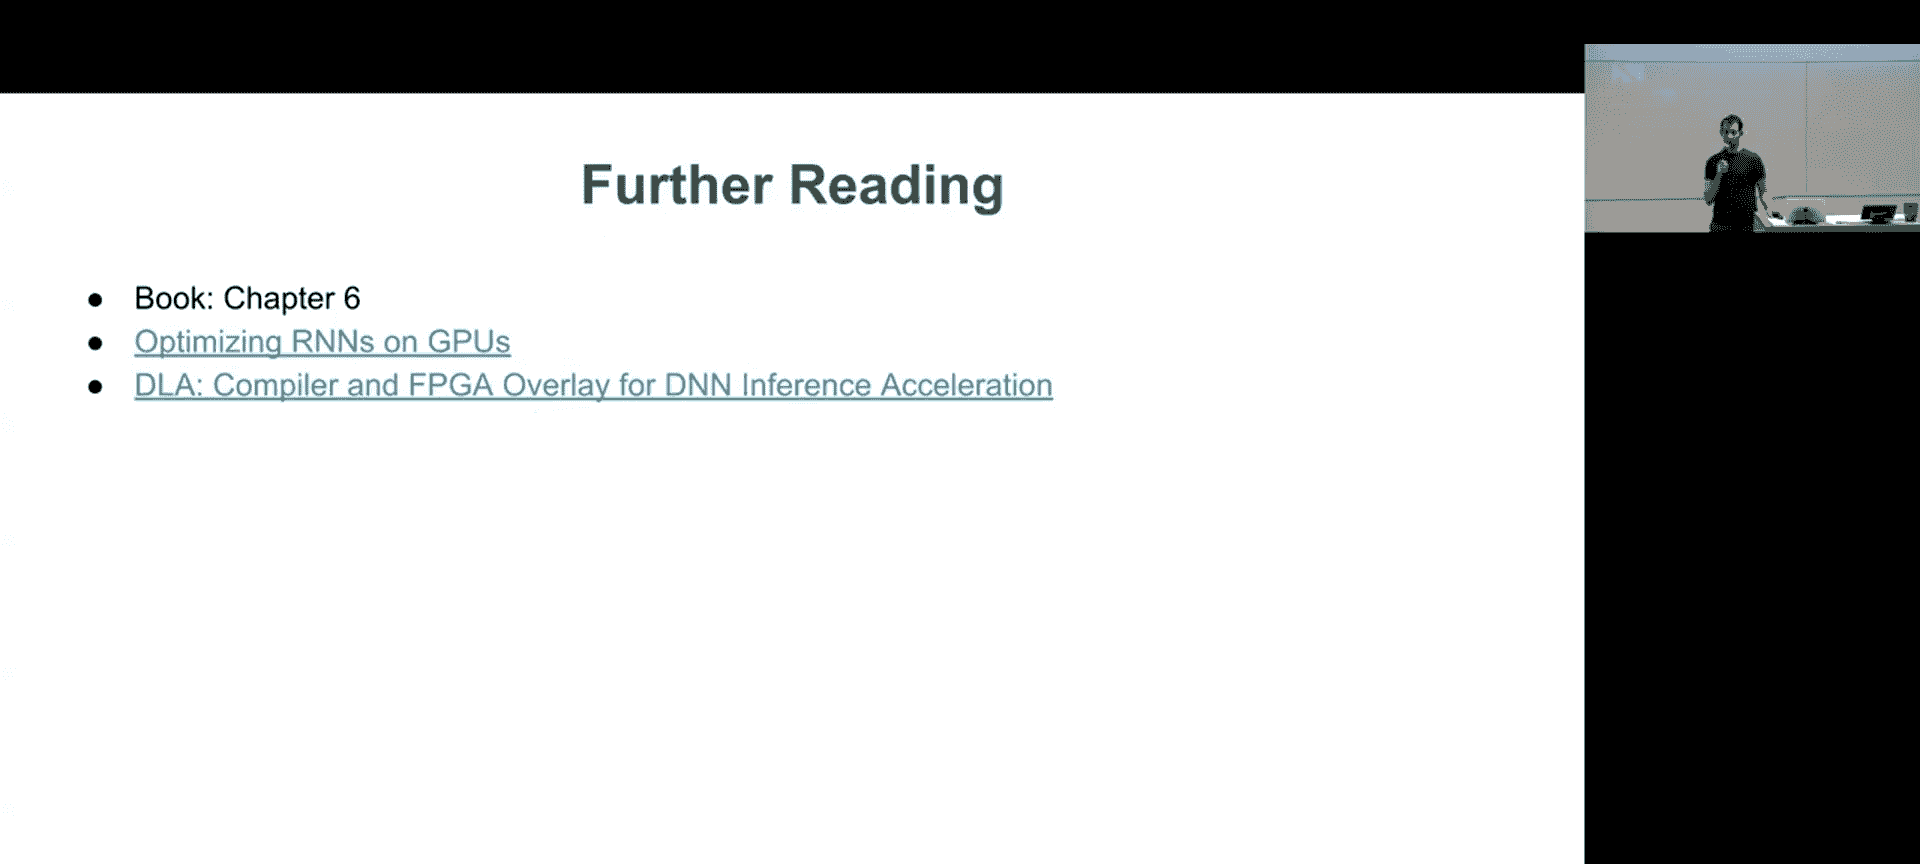 Further Reading
● Book: Chapter 6
● Optimizing RNNs on GPUs
● DLA: Compiler and FPGA Overlay for DNN Inference Acceleration